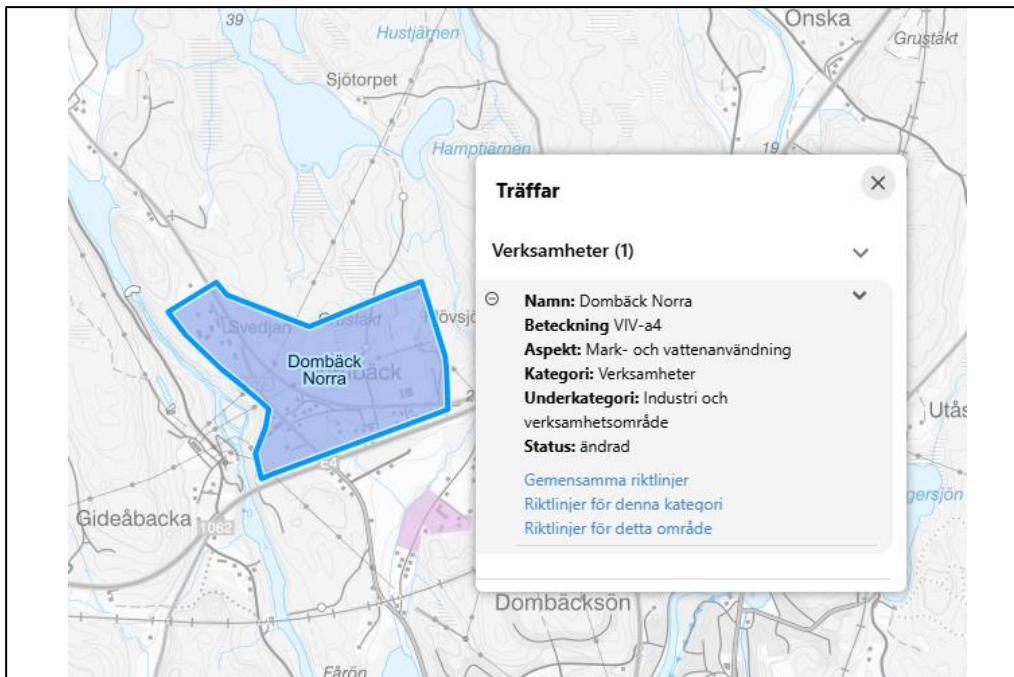 39
Hustjärnen
Onska
Grustäkt
Sjötorpet
Hamptjärnen
19
Träffar
Verksamheter (1)
Namn: Dombäck Norra
Beteckning VIV-a4
Aspekt: Mark- och vattenanvändning
Kategori: Verksamheter
Underkategori: Industri och
verksamhetsområde
Status: ändrad
Gemensamma riktlinjer
Riktlinjer för denna kategori
Riktlinjer för detta område
Svedjan
Grustäkt
Dombäck
Norra
E4
Gideåbacka
1062
Dombäcksön
Fårön